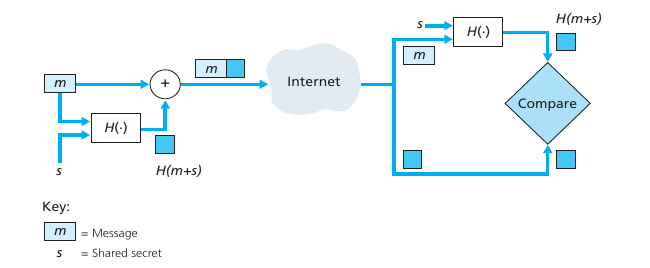 s
H(·)
H(m+s)
m
m
Internet
m
+
Compare
H(·)
s
H(m+s)
Key:
m = Message
s = Shared secret